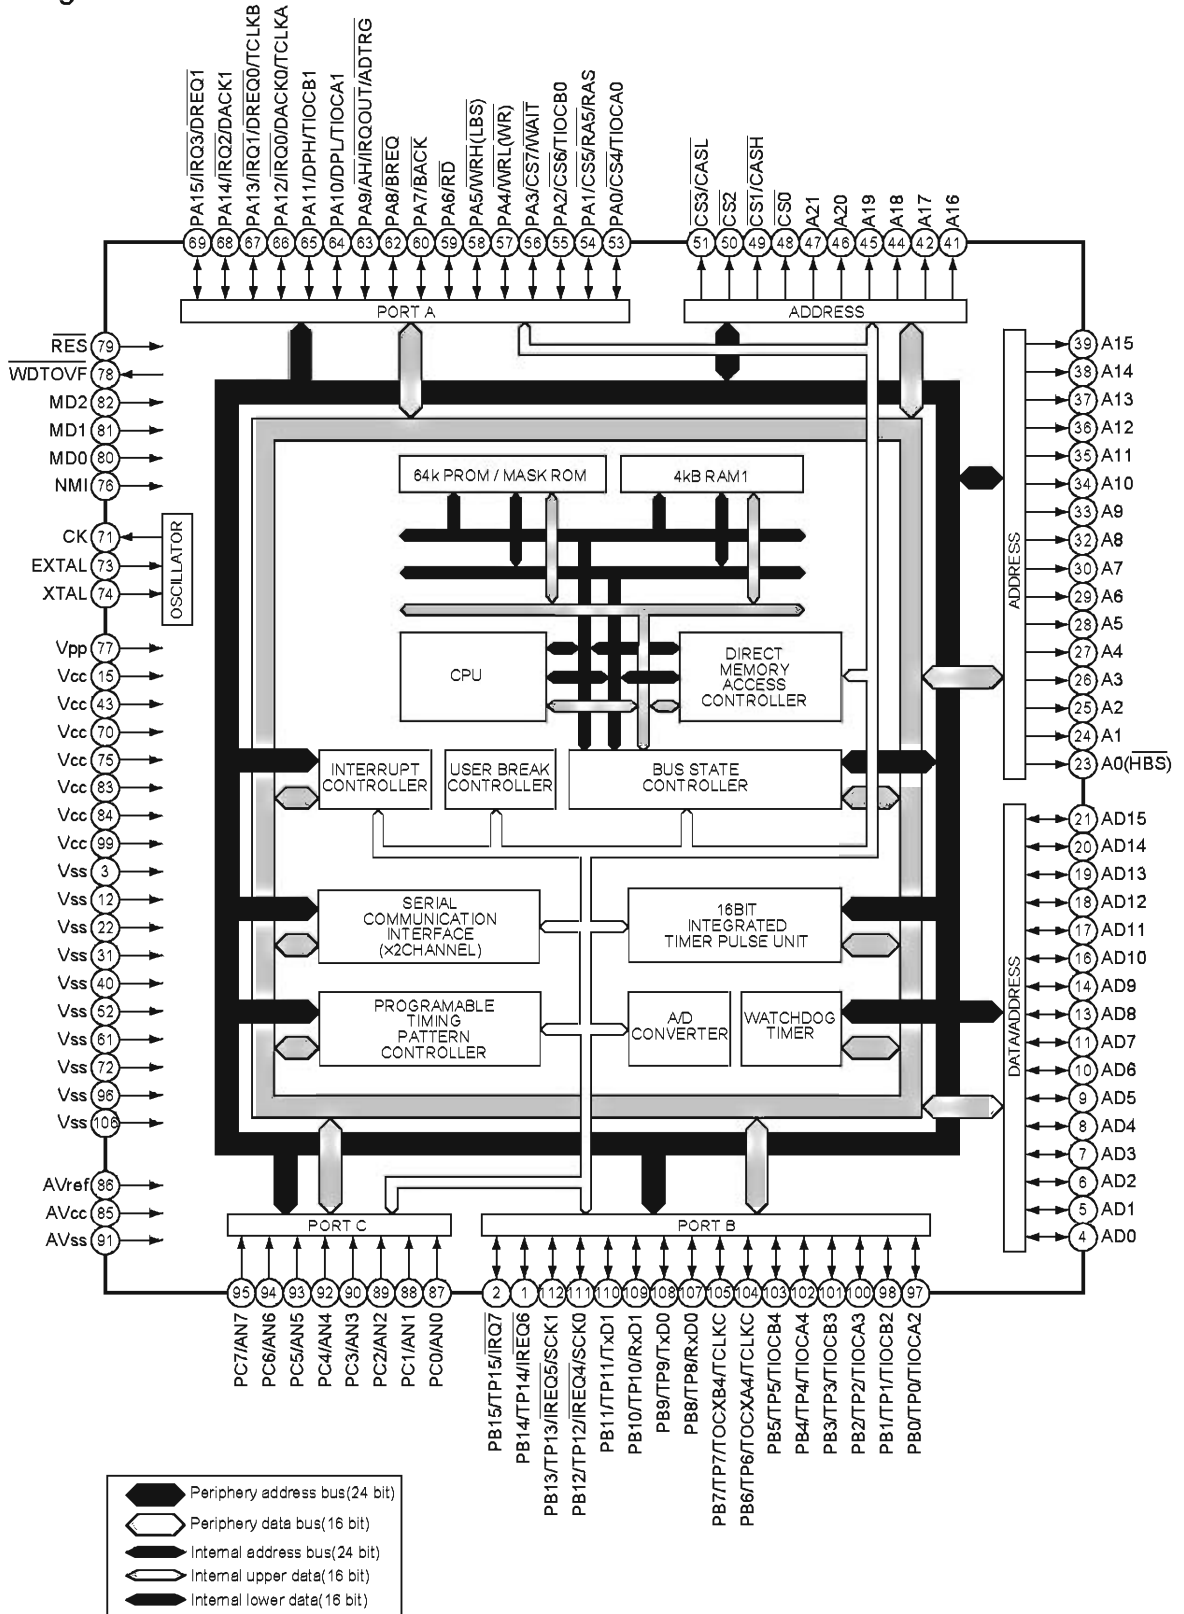 PA15/IRQ3/DREQ1
PA14/IRQ2/DACK1
PA13/IRQ1/DREQ0/TCLKB
PA12/IRQ0/DACK0/TCLKA
PA11/DPH/TIOCB1
PA10/DPL/TIOCA1
PA9/AH/IRQOUT/ADTRG
PA8/BREQ
PA7/BACK
PA6/RD
PA5/WRH(LBS)
PA4/WRL(WR)
PA3/CS7/WAIT
PA2/CS6/TIOCB0
PA1/CS5/RAS/RAS
PA0/CS4/TIOCA0
CS3/CASL
CS2
CS1/CASH
CS0
A21
A20
A19
A18
A17
A16
69 68 67 66 65 64 63 62 60 59 58 57 56 55 54 53
51 50 49 48 47 46 45 44 42 41
PORT A
ADDRESS
RES 79
WDTOVF 78
MD2 82
MD1 81
MD0 80
NMI 76
CK 71
EXTAL 73
XTAL 74
OSCILLATOR
Vpp 77
Vcc 15
Vcc 43
Vcc 70
Vcc 75
Vcc 83
Vcc 84
Vcc 99
Vss 3
Vss 12
Vss 22
Vss 31
Vss 40
Vss 52
Vss 61
Vss 72
Vss 96
Vss 106
AVref 86
AVcc 85
AVss 91
64k PROM / MASK ROM
4kB RAM1
CPU
DIRECT
MEMORY
ACCESS
CONTROLLER
INTERRUPT
CONTROLLER
USER BREAK
CONTROLLER
BUS STATE
CONTROLLER
SERIAL
COMMUNICATION
INTERFACE
(×2CHANNEL)
16BIT
INTEGRATED
TIMER PULSE UNIT
PROGRAMABLE
TIMING
PATTERN
CONTROLLER
A/D
CONVERTER
WATCHDOG
TIMER
ADDRESS
39 A15
38 A14
37 A13
36 A12
35 A11
34 A10
33 A9
32 A8
30 A7
29 A6
28 A5
27 A4
26 A3
25 A2
24 A1
23 A0(HBS)
DATA/ADDRESS
21 AD15
20 AD14
19 AD13
18 AD12
17 AD11
16 AD10
14 AD9
13 AD8
11 AD7
10 AD6
9 AD5
8 AD4
7 AD3
6 AD2
5 AD1
4 AD0
PORT C
PORT B
95 94 93 92 90 89 88 87
2 1 112 111 110 109 108 107 105 104 103 102 101 100 98 97
PC7/AN7
PC6/AN6
PC5/AN5
PC4/AN4
PC3/AN3
PC2/AN2
PC1/AN1
PC0/AN0
PB15/TP15/IRQ7
PB14/TP14/IREQ6
PB13/TP13/IREQ5/SCK1
PB12/TP12/IREQ4/SCK0
PB11/TP11/TxD1
PB10/TP10/RxD1
PB9/TP9/TxD0
PB8/TP8/RxD0
PB7/TP7/TOCXB4/TCLKC
PB6/TP6/TOCXA4/TCLKC
PB5/TP5/TIOCB4
PB4/TP4/TIOCA4
PB3/TP3/TIOCB3
PB2/TP2/TIOCA3
PB1/TP1/TIOCB2
PB0/TP0/TIOCA2
Periphery address bus(24 bit)
Periphery data bus(16 bit)
Internal address bus(24 bit)
Internal upper data(16 bit)
Internal lower data(16 bit)